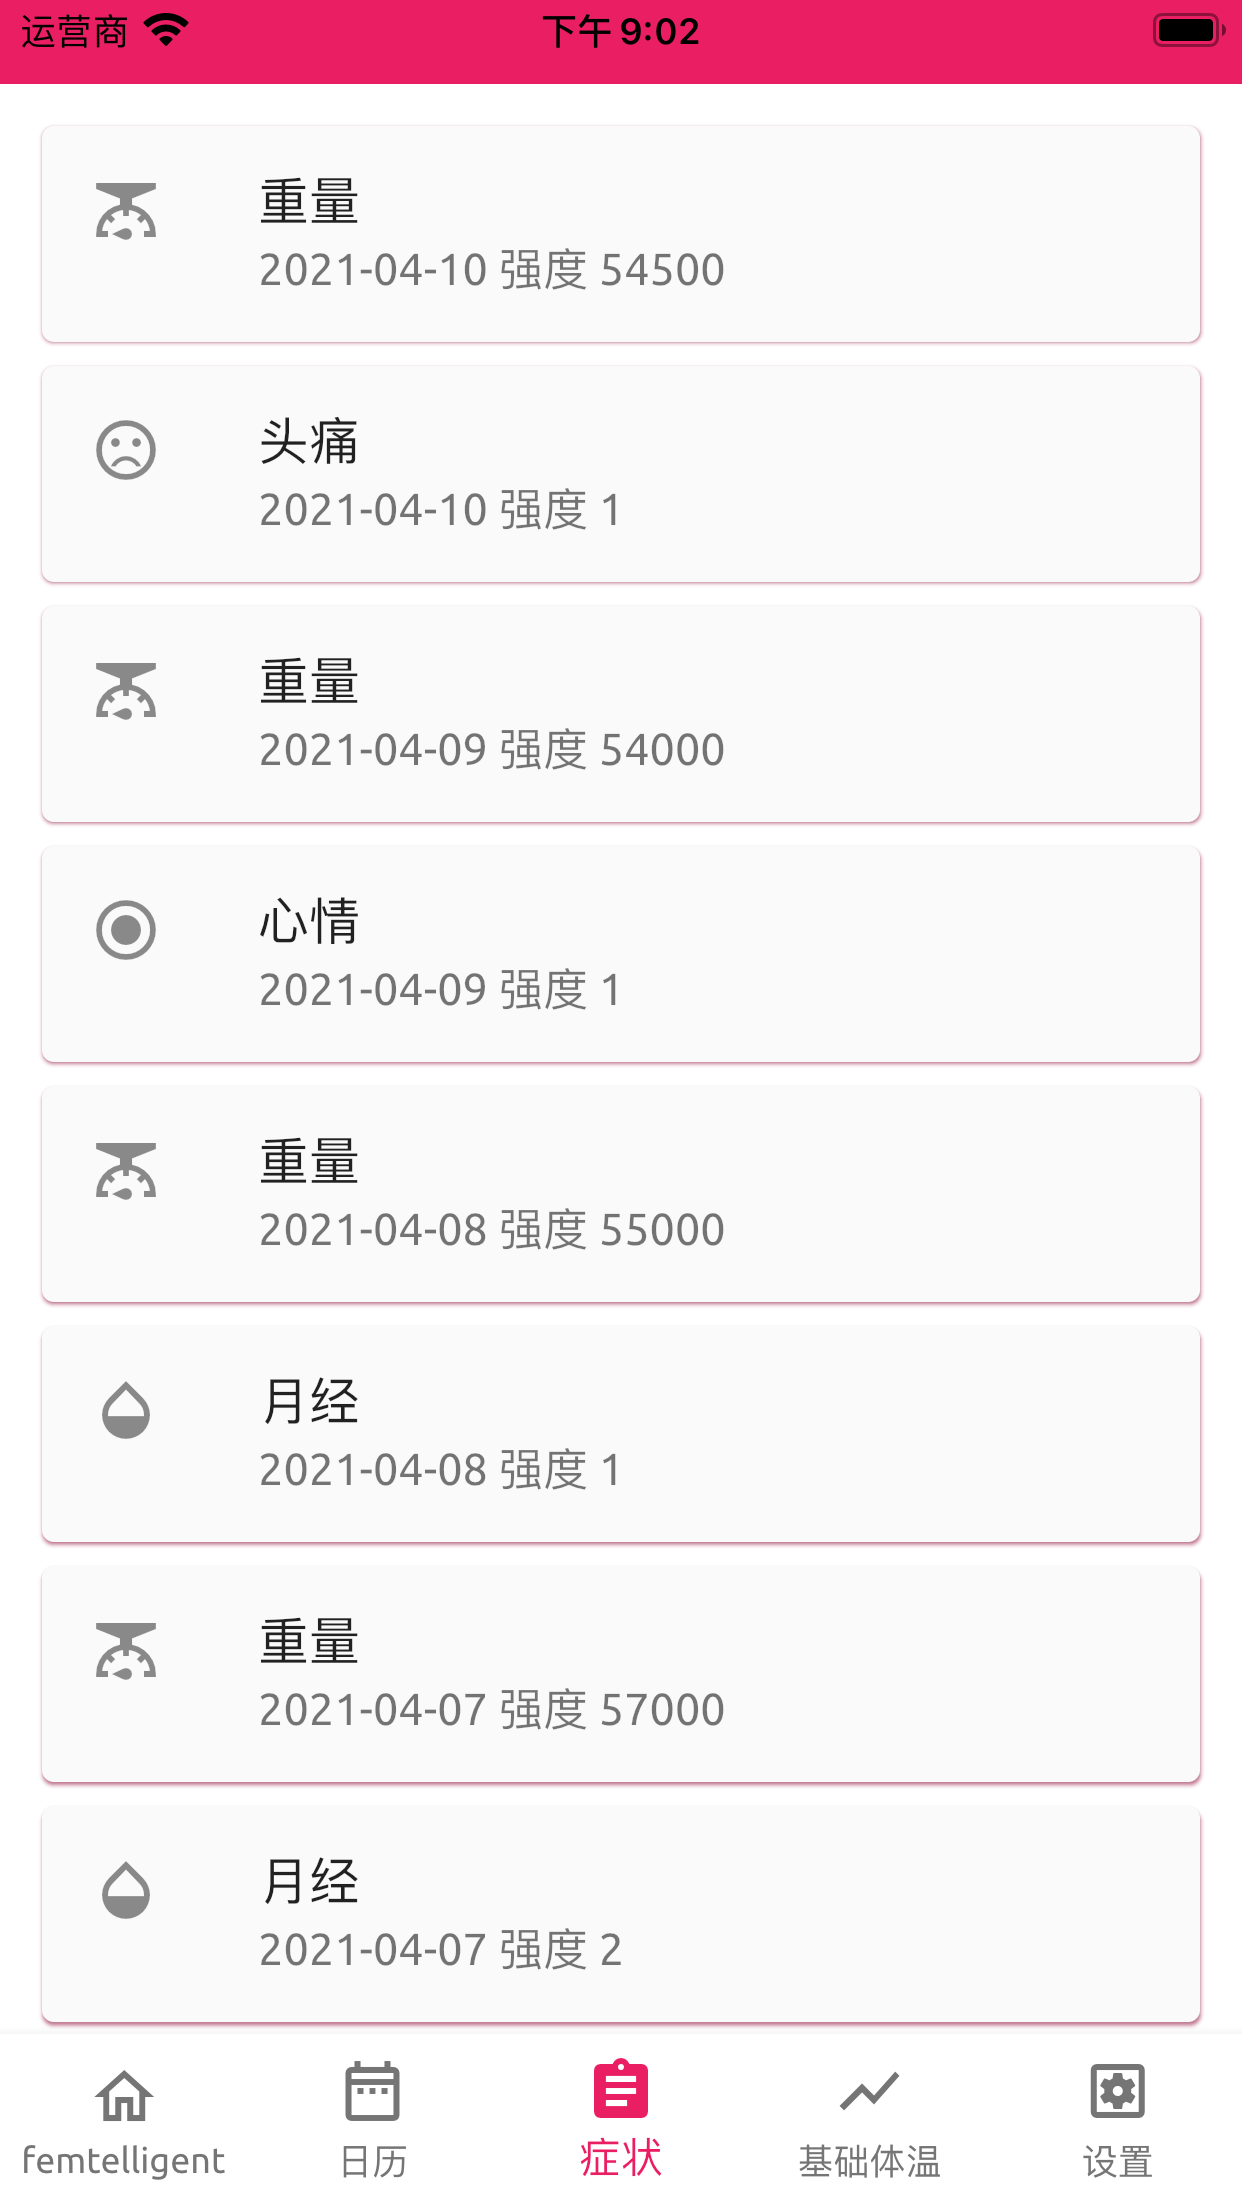 运营商 下午 9:02
重量
2021-04-10 强度 54500
头痛
2021-04-10 强度 1
重量
2021-04-09 强度 54000
心情
2021-04-09 强度 1
重量
2021-04-08 强度 55000
月经
2021-04-08 强度 1
重量
2021-04-07 强度 57000
月经
2021-04-07 强度 2
femtelligent 日历 症状 基础体温 设置